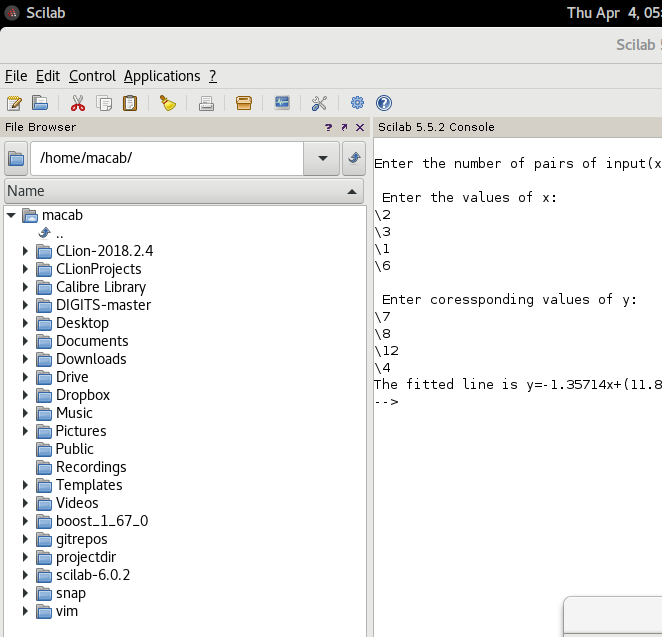 Scilab
Thu Apr 4, 05:
Scilab 5
File Edit Control Applications ?
File Browser
Scilab 5.5.2 Console
/home/macab/
Name
macab
..
CLion-2018.2.4
CLionProjects
Calibre Library
DIGITS-master
Desktop
Documents
Downloads
Drive
Dropbox
Music
Pictures
Public
Recordings
Templates
Videos
boost_1_67_0
gitrepos
projectdir
scilab-6.0.2
snap
vim
Enter the number of pairs of input(x
Enter the values of x:
\2
\3
\1
\6
Enter coressponding values of y:
\7
\8
\12
\4
The fitted line is y=-1.35714x+(11.8
-->